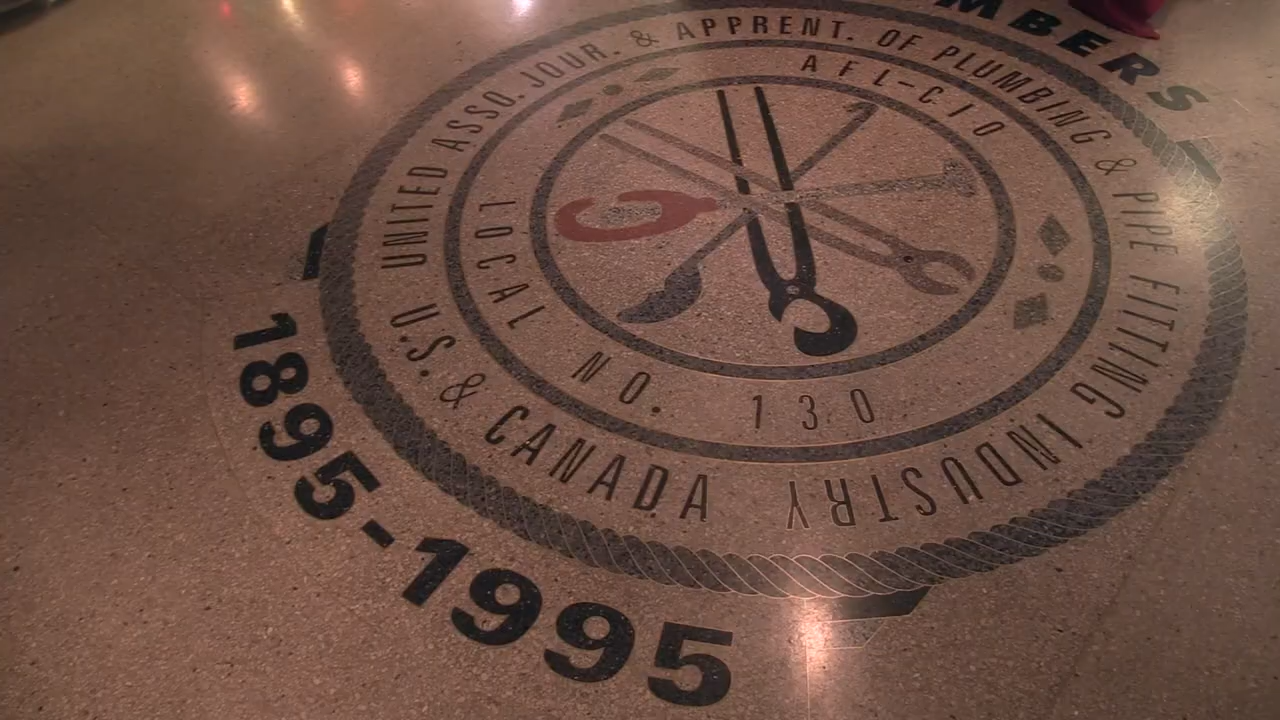 MBERS
UNITED ASSO. JOUR. & APPRENT. OF PLUMBING & PIPE FITTING INDUSTRY
U.S. & CANADA
AFL-CIO
LOCAL NO. 130
1895-1995